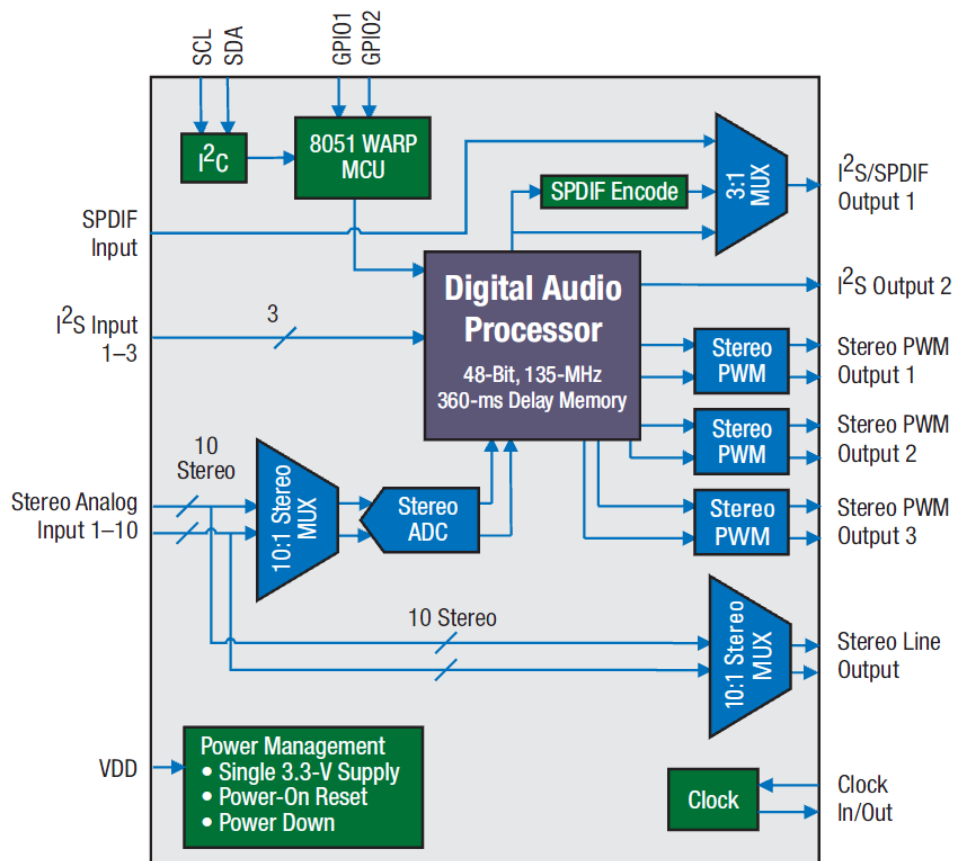 SCL
SDA
GPIO1
GPIO2
I²C
8051 WARP
MCU
SPDIF
Input
SPDIF Encode
3:1
MUX
I²S/SPDIF
Output 1
I²S Input
1–3
3
Digital Audio
Processor
48-Bit, 135-MHz
360-ms Delay Memory
I²S Output 2
Stereo
PWM
Stereo PWM
Output 1
Stereo
PWM
Stereo PWM
Output 2
Stereo
PWM
Stereo PWM
Output 3
10
Stereo
Stereo Analog
Input 1–10
10:1 Stereo
MUX
Stereo
ADC
10 Stereo
10:1 Stereo
MUX
Stereo Line
Output
VDD
Power Management
• Single 3.3-V Supply
• Power-On Reset
• Power Down
Clock
Clock
In/Out